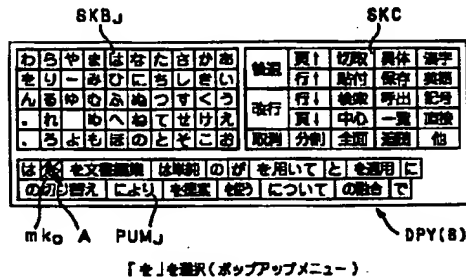 SKBJ
SKC
わ ら や ま は な た さ か あ
を り ー み ひ に ち し き い
ん る ゆ む ふ ぬ つ す く う
。 れ め へ ね て せ け え
、 ろ よ も ほ の と そ こ お
後退 頁↑ 切取 具体 漢字
行↑ 貼付 保存 英語
改行 行↓ 検索 呼出 記号
頁↓ 中心 一覧 直接
取消 分割 全面 他
は を文書編集 は単純 の が を用いて と を適用 に
の切り替え により を提案 を使う について の融合 で
mk0
A
PUMJ
DPY(8)
「を」を選択(ポップアップメニュー)